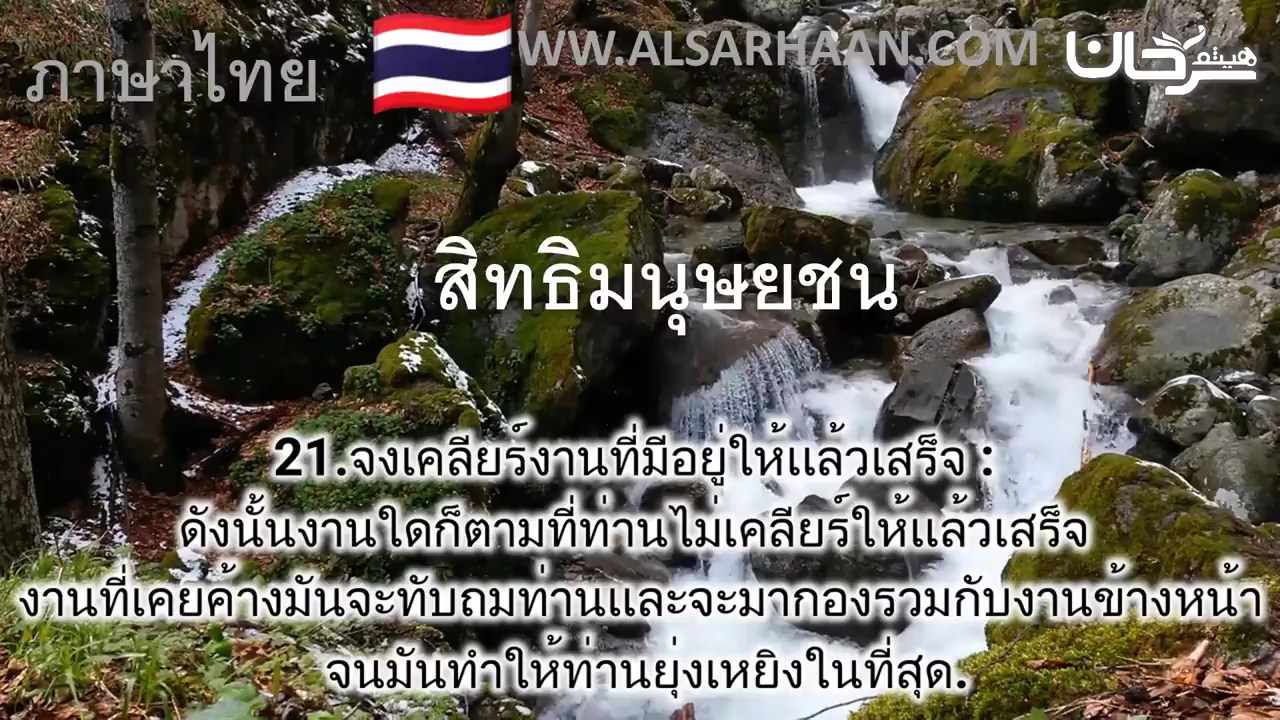 ภาษาไทย
WW.ALSARHAAN.COM
هيثم سرحان
สิทธิมนุษยชน
21.จงเคลียร์งานที่มีอยู่ให้แล้วเสร็จ :
ดังนั้นงานใดก็ตามที่ท่านไม่เคลียร์ให้แล้วเสร็จ
งานที่เคยค้างมันจะทับถมท่านและจะมากองรวมกับงานข้างหน้า
จนมันทำให้ท่านยุ่งเหยิงในที่สุด.